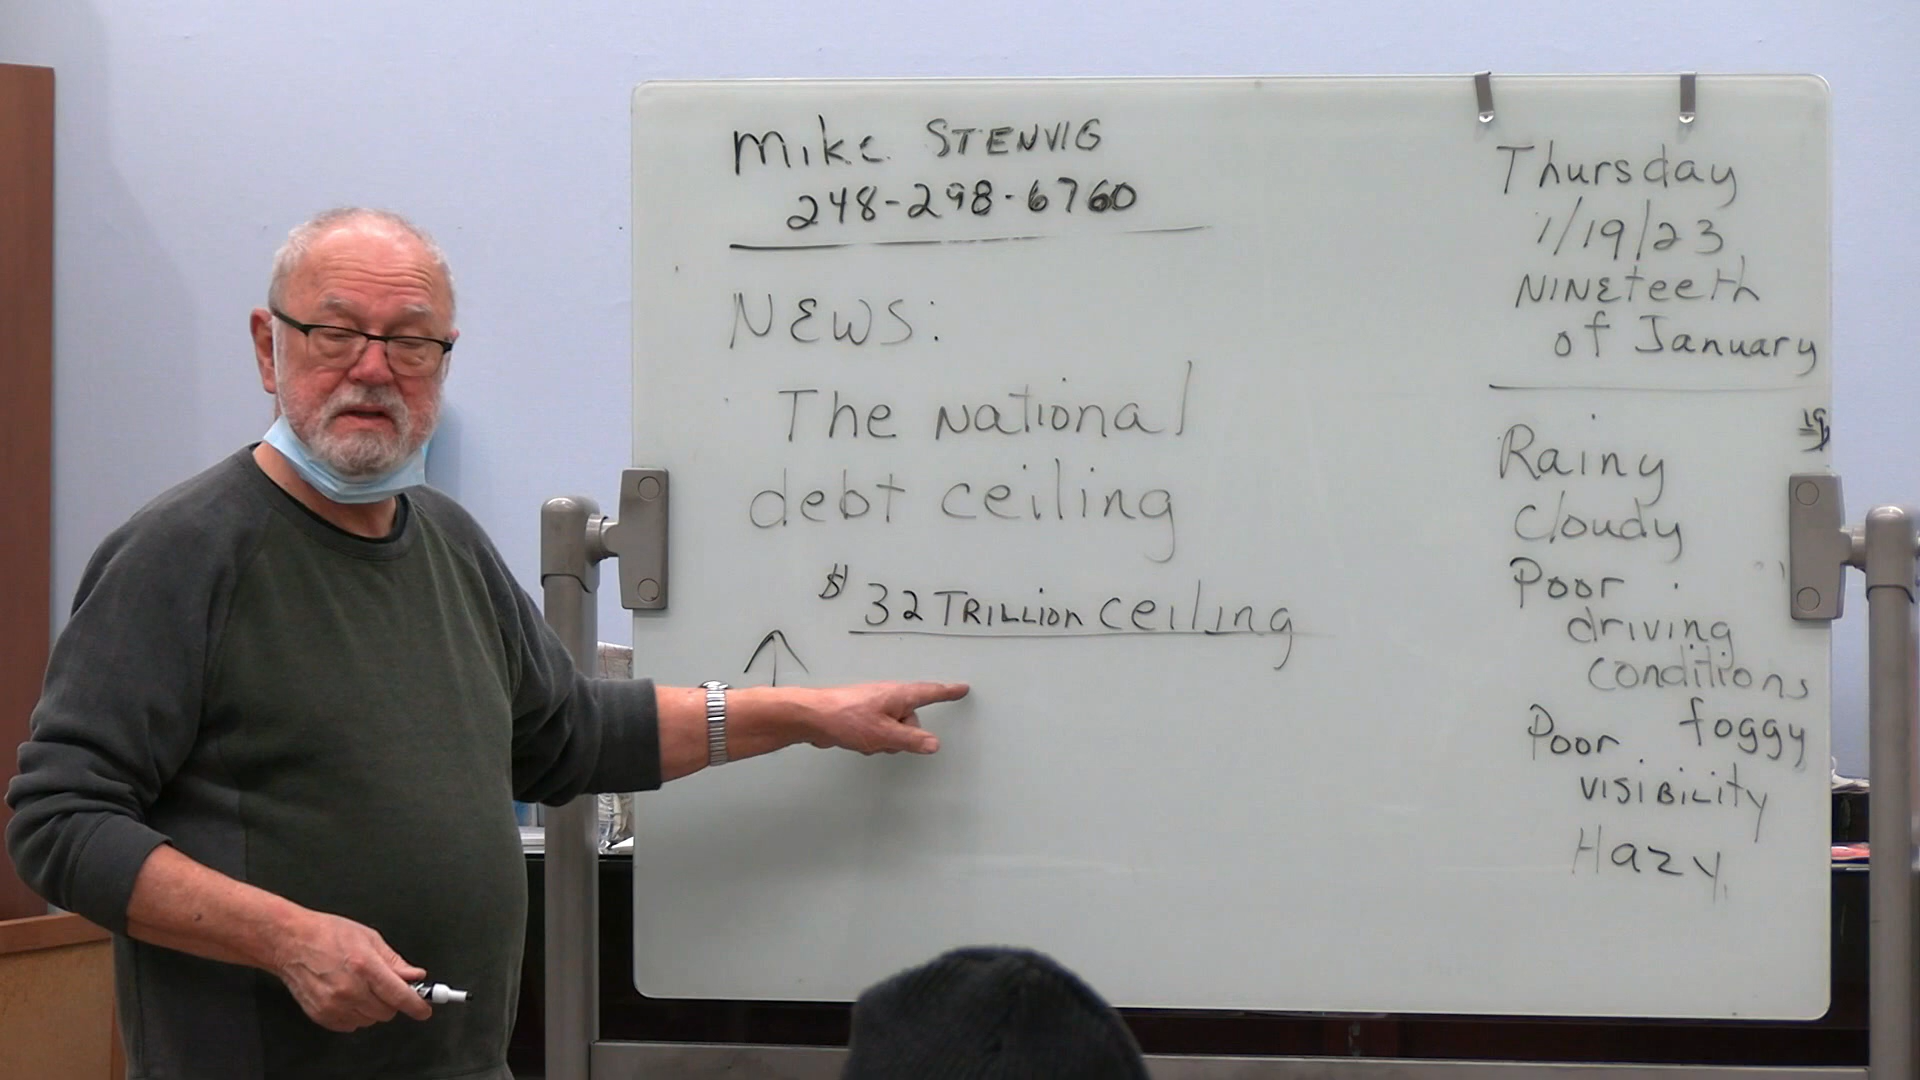 Mike STENVIG
248-298-6760
NEWS:
The National
debt ceiling
$32 TRILLION ceiling
Thursday
1/19/23
NINEteeth
of January
19
Rainy
Cloudy
Poor
driving
conditions
foggy
Poor
VISIBILITY
Hazy